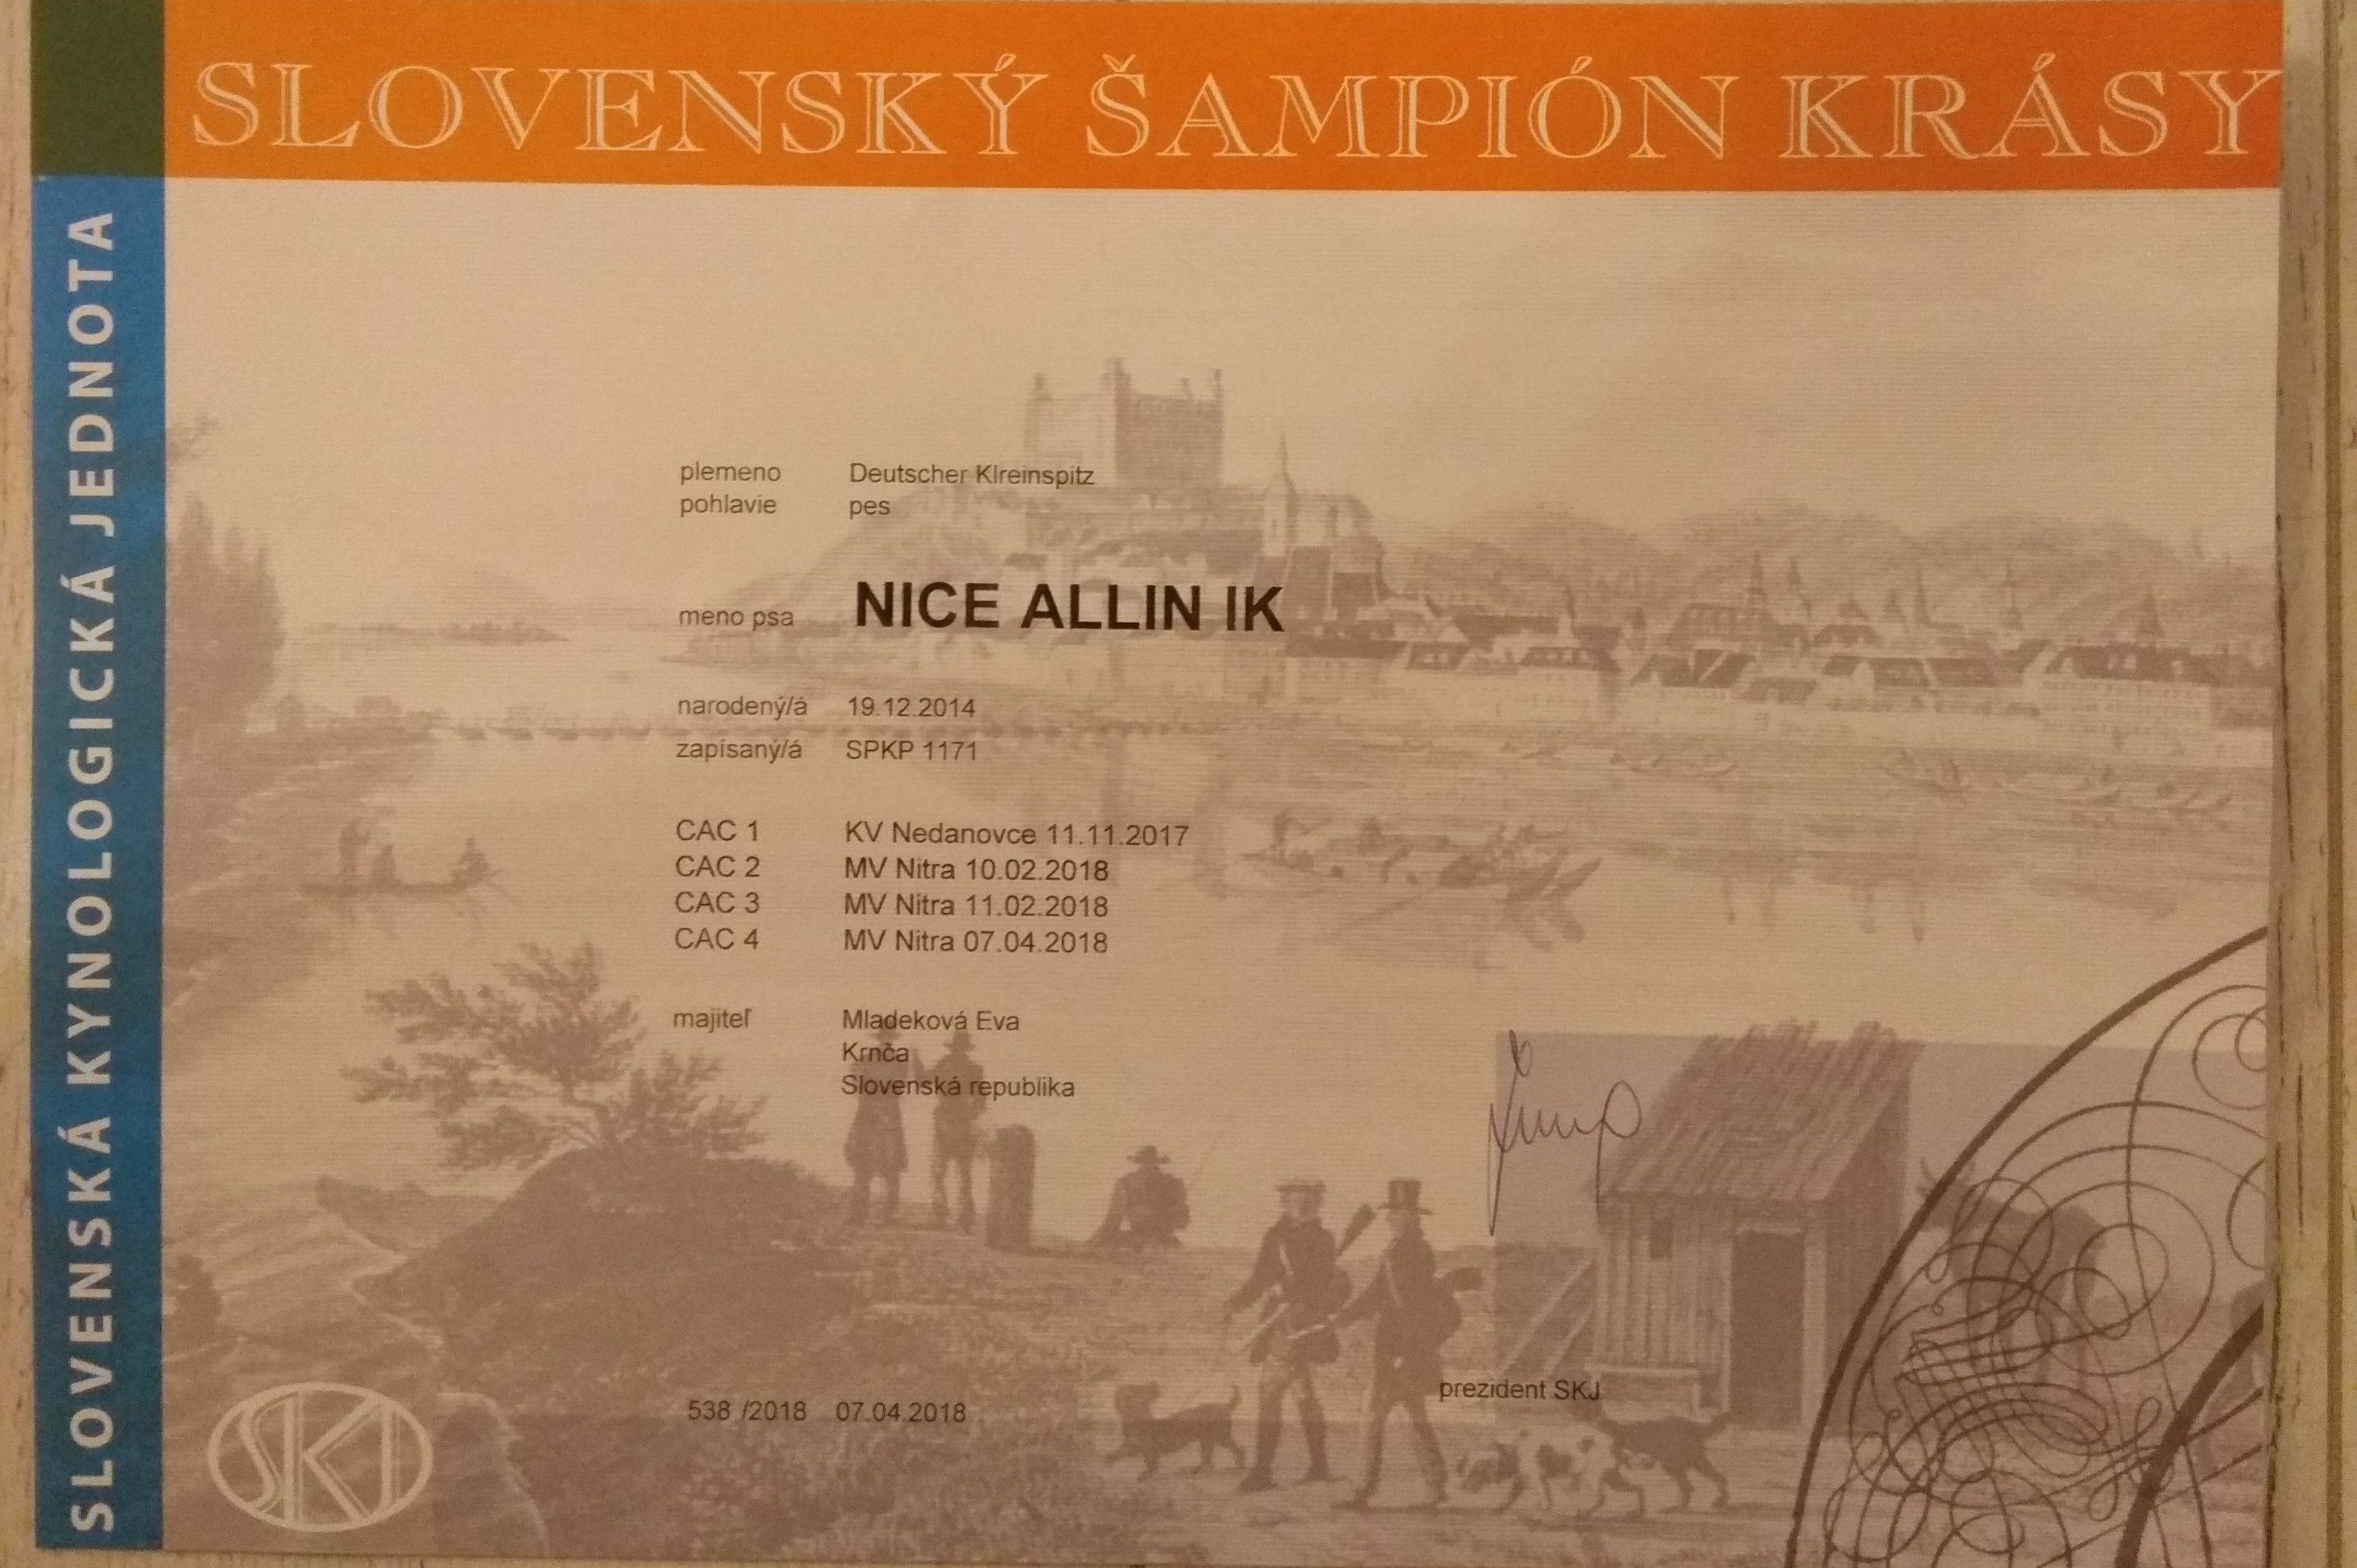 SLOVENSKÝ ŠAMPIÓN KRÁSY
SLOVENSKÁ KYNOLOGICKÁ JEDNOTA
plemeno Deutscher Klreinspitz
pohlavie pes
meno psa NICE ALLIN IK
narodený/á 19.12.2014
zapísaný/á SPKP 1171
CAC 1 KV Nedanovce 11.11.2017
CAC 2 MV Nitra 10.02.2018
CAC 3 MV Nitra 11.02.2018
CAC 4 MV Nitra 07.04.2018
majiteľ Mladeková Eva
Krnča
Slovenská republika
prezident SKJ
538 /2018 07.04.2018
SKJ